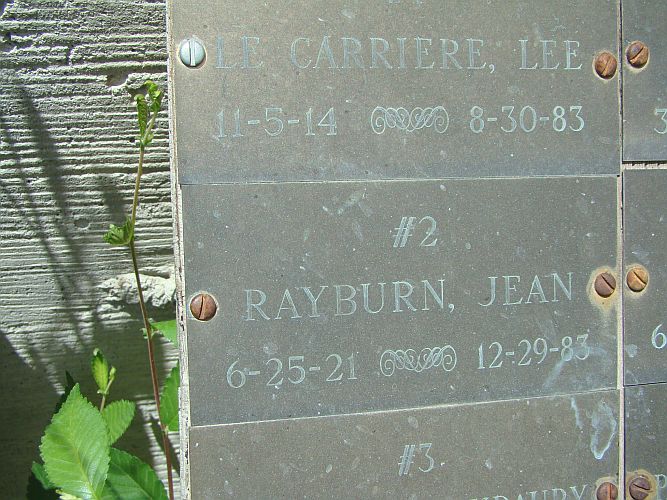 LE CARRIERE, LEE
11-5-14 8-30-83
#2
RAYBURN, JEAN
6-25-21 12-29-83
#3